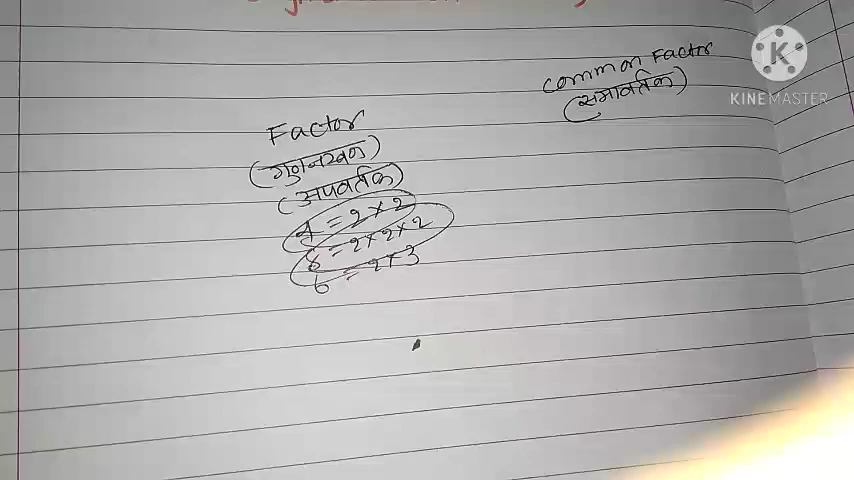 Factor
(गुणनखण्ड)
(अपवर्तक)
4 = 2 × 2
8 = 2 × 2 × 2
6 = 2 × 3
common Factor
(समावर्तक)
KINEMASTER